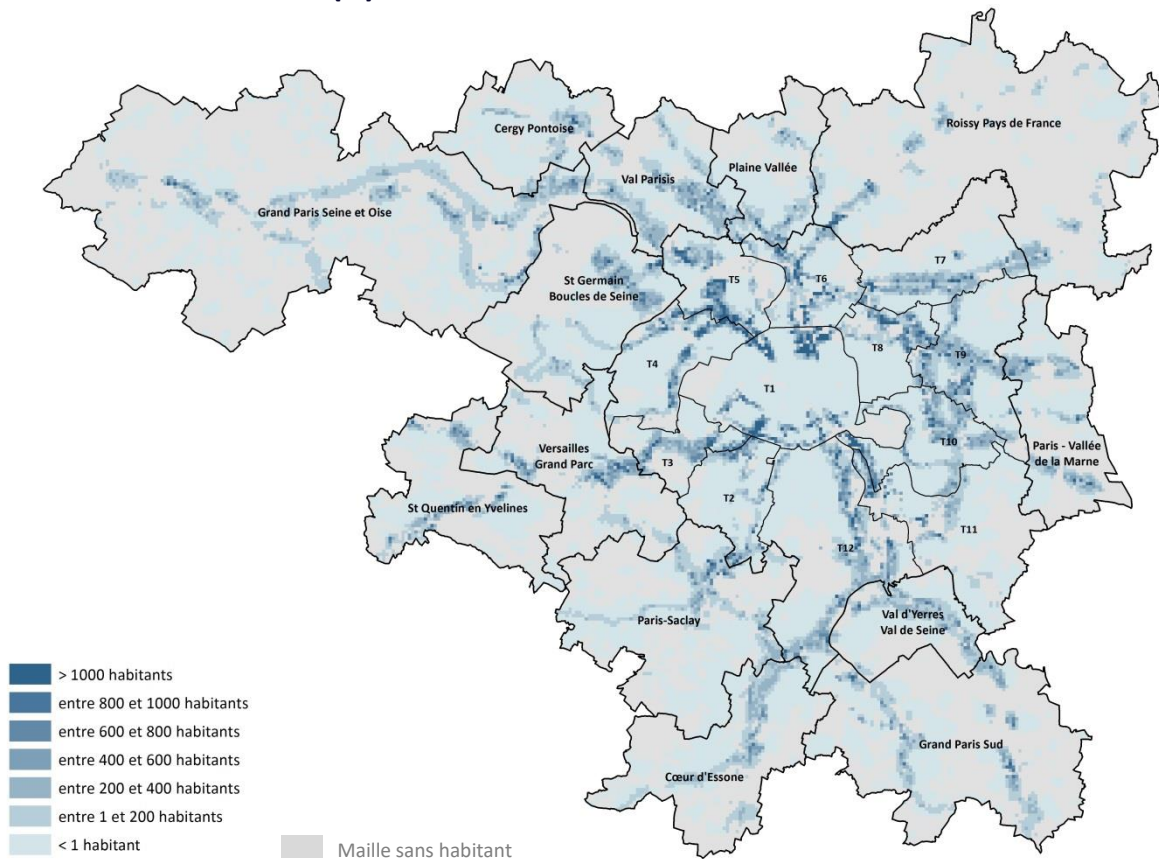 Cergy Pontoise
Roissy Pays de France
Val Parisis
Plaine Vallée
Grand Paris Seine et Oise
T7
St Germain
Boucles de Seine
T5
T6
T8
T9
T4
T1
T10
Versailles
Grand Parc
T3
Paris - Vallée
de la Marne
St Quentin en Yvelines
T2
T11
T12
Paris-Saclay
Val d'Yerres
Val de Seine
Grand Paris Sud
Cœur d'Essone
> 1000 habitants
entre 800 et 1000 habitants
entre 600 et 800 habitants
entre 400 et 600 habitants
entre 200 et 400 habitants
entre 1 et 200 habitants
< 1 habitant
Maille sans habitant